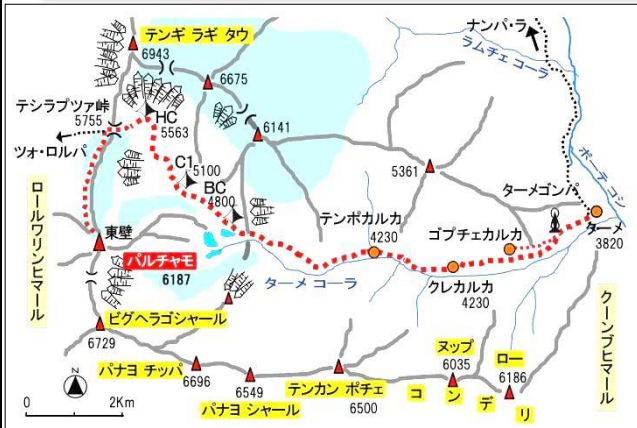 テンギ ラギ タウ
6943
ナンパ・ラ
ラムチェ コーラ
6675
テシラプツァ峠
5755
HC
5563
ツォ・ロルパ
6141
ボーテ コシ
C1
5100
5361
BC
4800
ターメゴンパ
ロールワリンヒマール
テンポカルカ
4230
ゴプチェカルカ
ターメ
3820
東壁
パルチャモ
6187
ターメ コーラ
クレカルカ
4230
クーンブヒマール
ビグヘラゴシャール
6729
パナヨ チッパ
6696
6549
パナヨ シャール
テンカン ポチェ
6500
ヌップ
6035
ロー
6186
コンデリ
N
0 2Km